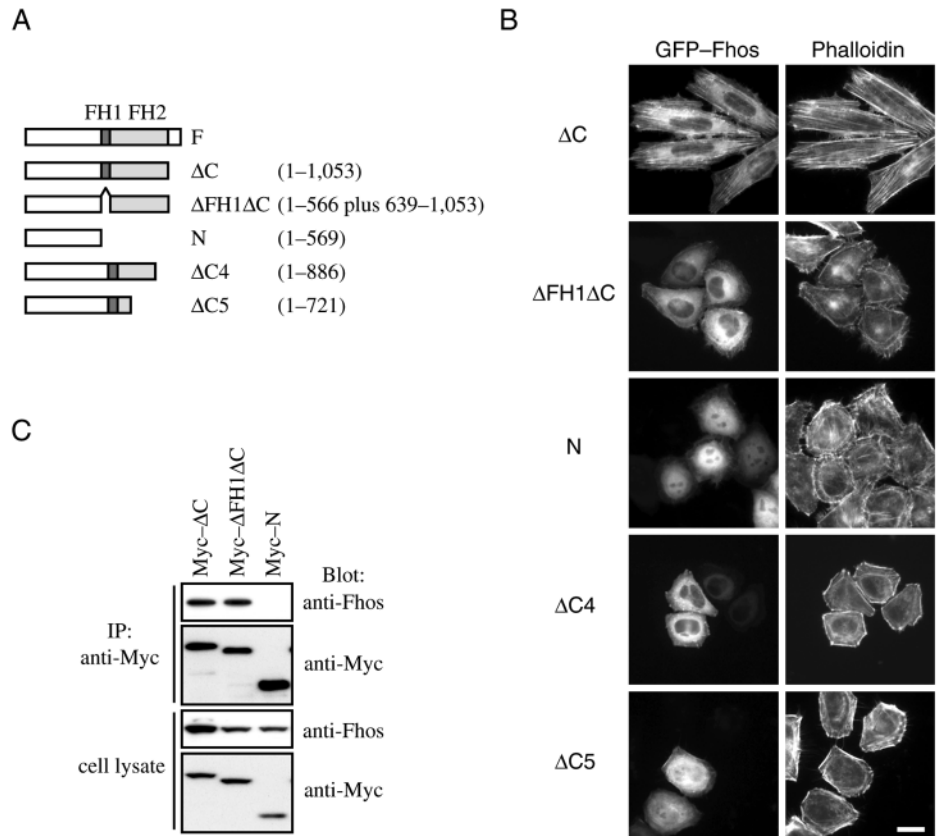 A
FH1 FH2
F
ΔC (1–1,053)
ΔFH1ΔC (1–566 plus 639–1,053)
N (1–569)
ΔC4 (1–886)
ΔC5 (1–721)
B
GFP–Fhos Phalloidin
ΔC
ΔFH1ΔC
N
ΔC4
ΔC5
C
Myc–ΔC
Myc–ΔFH1ΔC
Myc–N
Blot:
IP:
anti-Myc
anti-Fhos
anti-Myc
cell lysate
anti-Fhos
anti-Myc